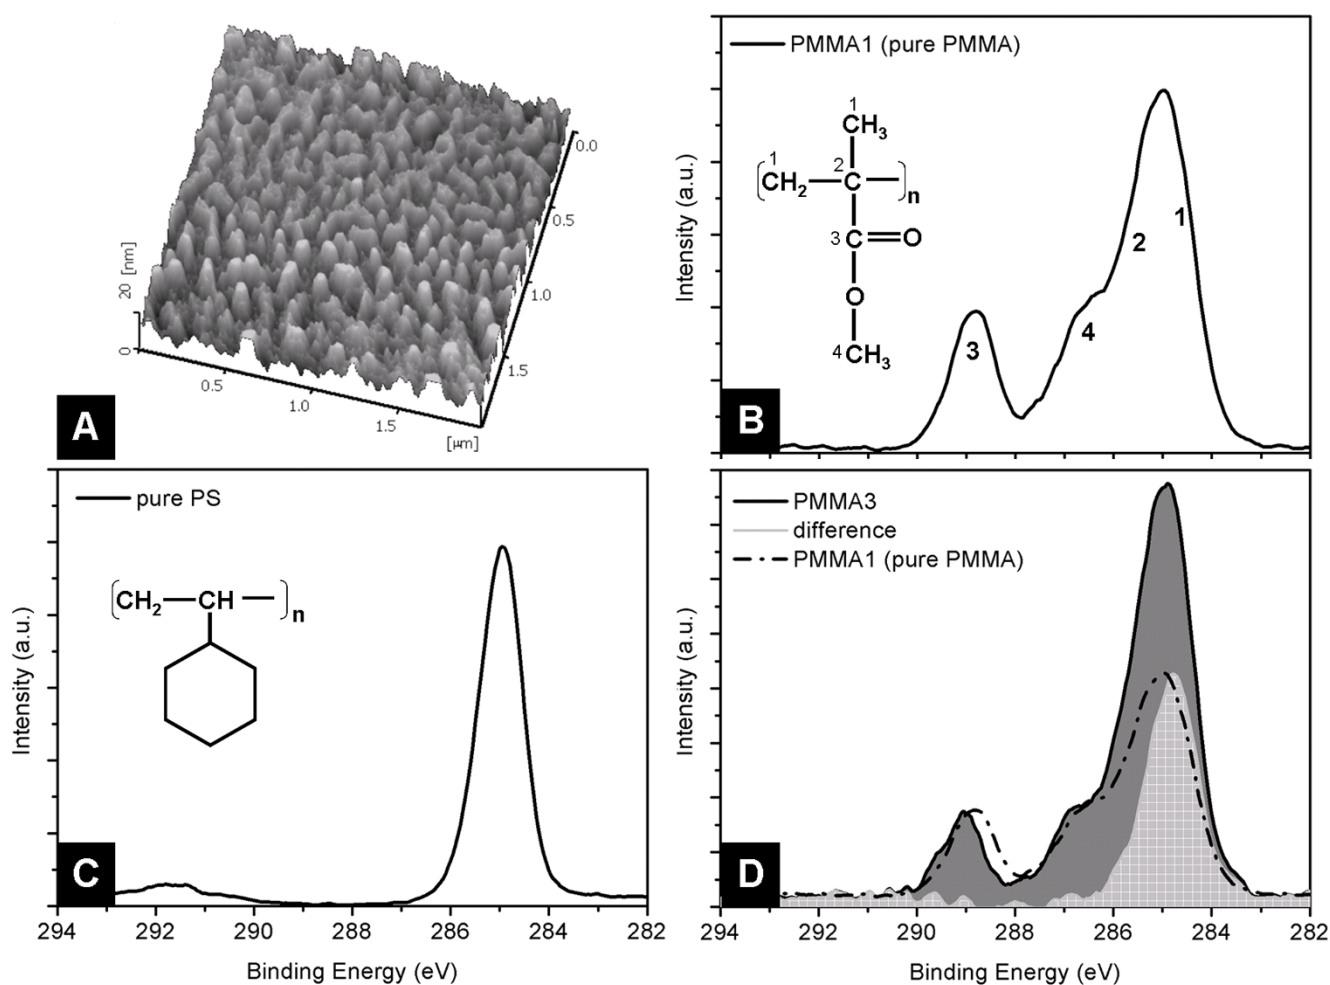 20 [nm]
0
0.5
1.0
1.5
[µm]
0.0
0.5
1.0
1.5
A
PMMA1 (pure PMMA)
Intensity (a.u.)
1
CH3
1
2
CH2
C
n
3
C
O
O
4
CH3
1
2
3
4
B
pure PS
Intensity (a.u.)
CH2
CH
n
C
294 292 290 288 286 284 282
Binding Energy (eV)
PMMA3
difference
PMMA1 (pure PMMA)
Intensity (a.u.)
D
294 292 290 288 286 284 282
Binding Energy (eV)